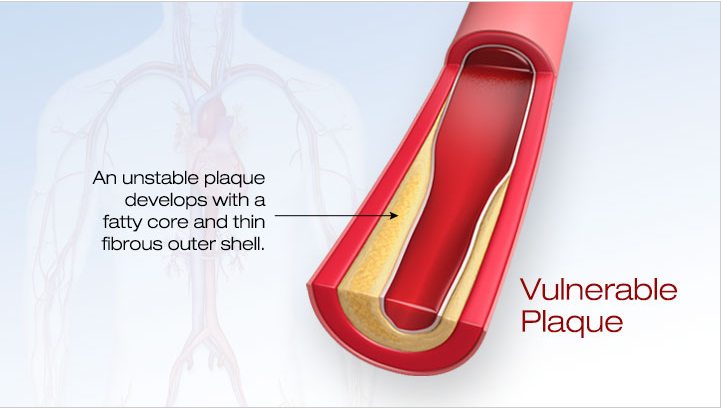 An unstable plaque
develops with a
fatty core and thin
fibrous outer shell.
Vulnerable
Plaque